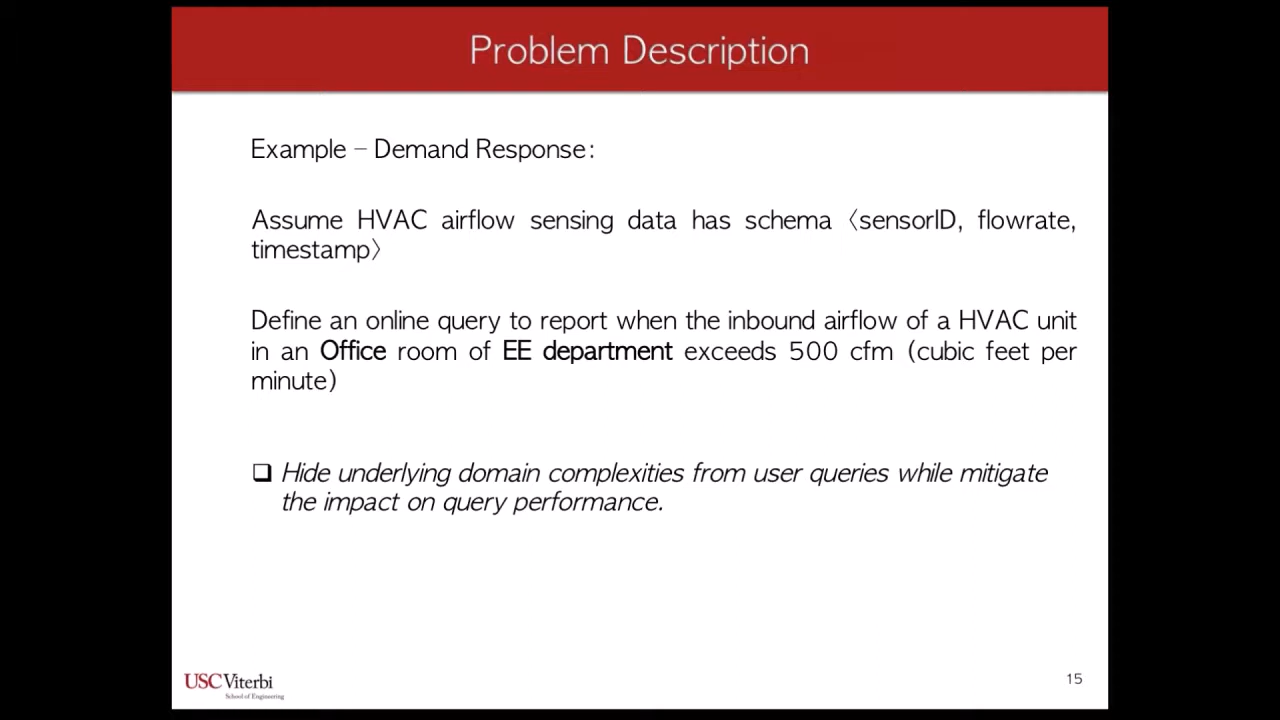 Problem Description
Example – Demand Response:
Assume HVAC airflow sensing data has schema 〈sensorID, flowrate,
timestamp〉
Define an online query to report when the inbound airflow of a HVAC unit
in an Office room of EE department exceeds 500 cfm (cubic feet per
minute)
❑ Hide underlying domain complexities from user queries while mitigate
the impact on query performance.
USC Viterbi
School of Engineering
15